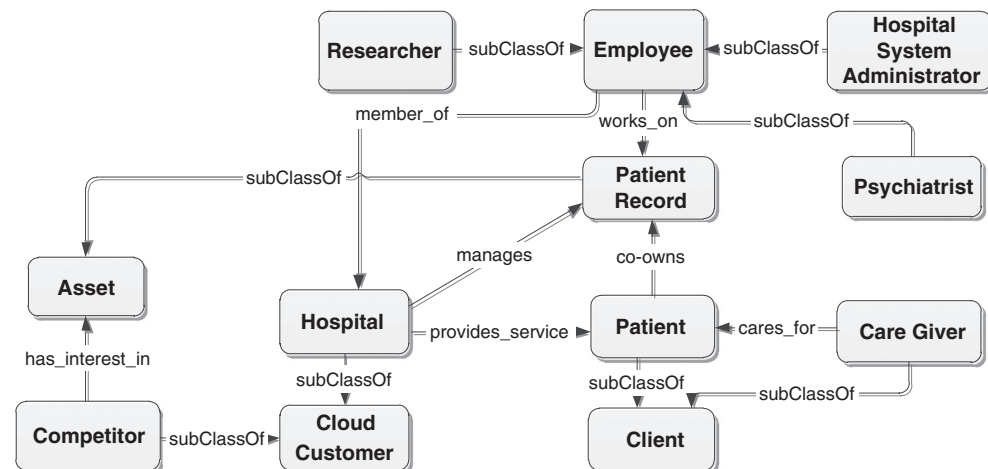 Researcher
subClassOf
Employee
subClassOf
Hospital
System
Administrator
member_of
works_on
subClassOf
subClassOf
Patient
Record
Psychiatrist
manages
co-owns
Asset
Hospital
provides_service
Patient
cares_for
Care Giver
has_interest_in
subClassOf
subClassOf
subClassOf
Competitor
subClassOf
Cloud
Customer
Client